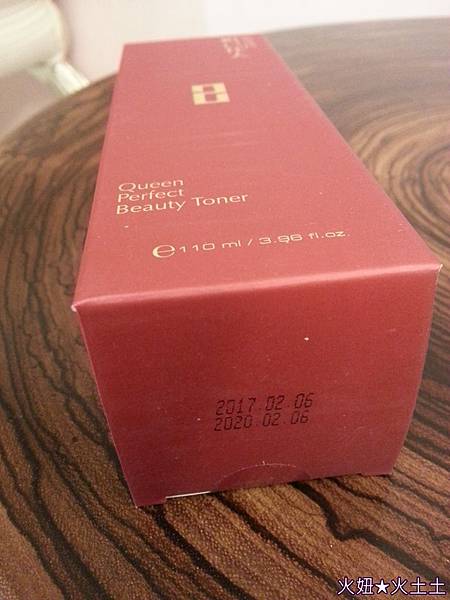 Queen
Perfect
Beauty Toner
℮110 ml / 3.96 fl.oz.
2017.02.06
2020.02.06
火妞★火土土